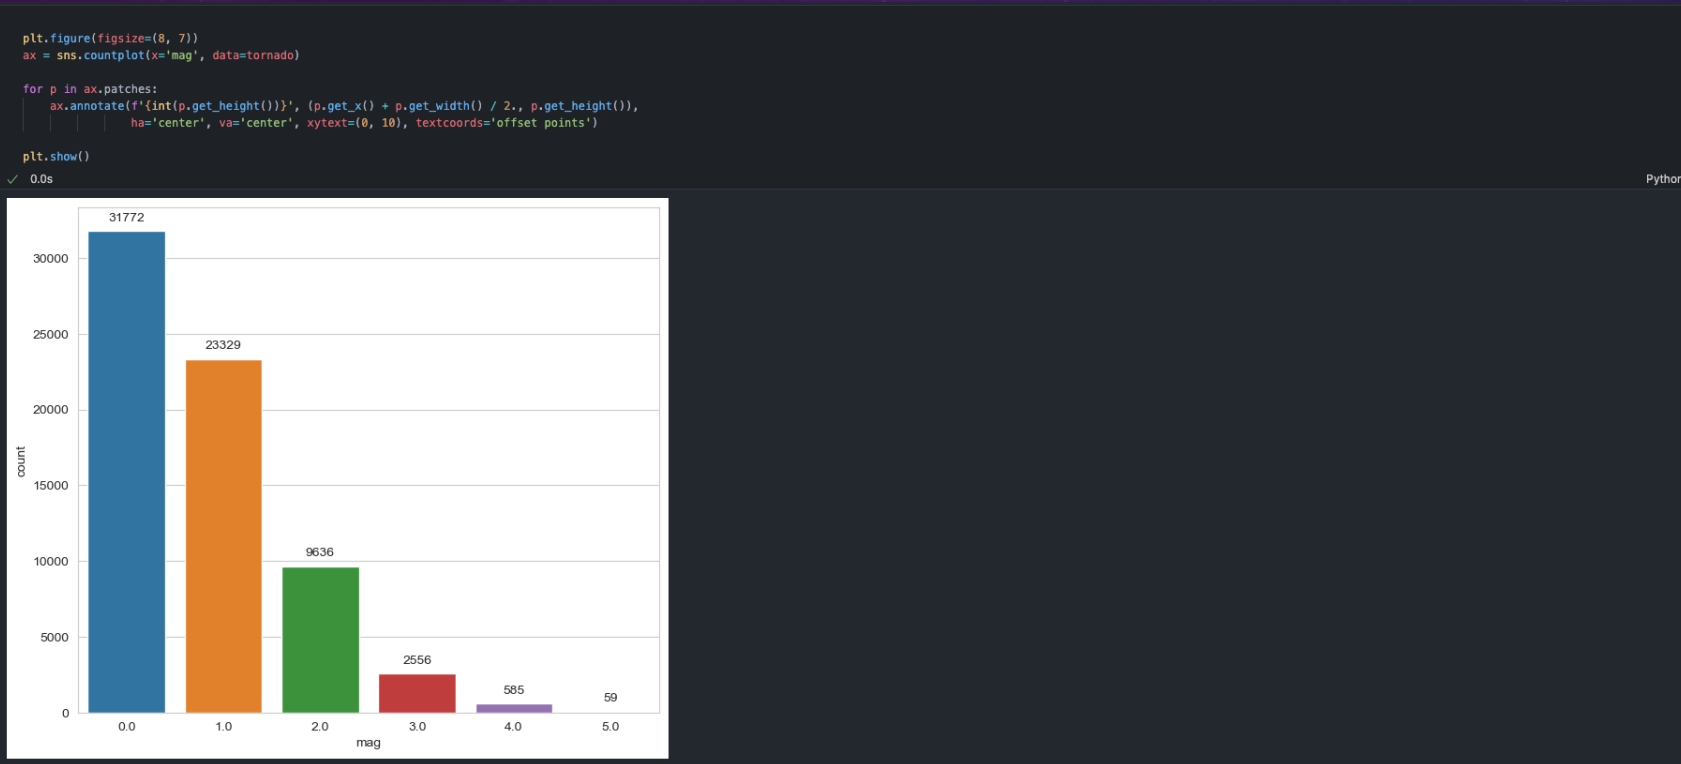 plt.figure(figsize=(8, 7))
ax = sns.countplot(x='mag', data=tornado)
for p in ax.patches:
ax.annotate(f'{int(p.get_height())}', (p.get_x() + p.get_width() / 2., p.get_height()),
ha='center', va='center', xytext=(0, 10), textcoords='offset points')
plt.show()
0.0s
Python
31772
30000
25000
23329
20000
count
15000
10000
9636
5000
2556
585
59
0
0.0 1.0 2.0 3.0 4.0 5.0
mag